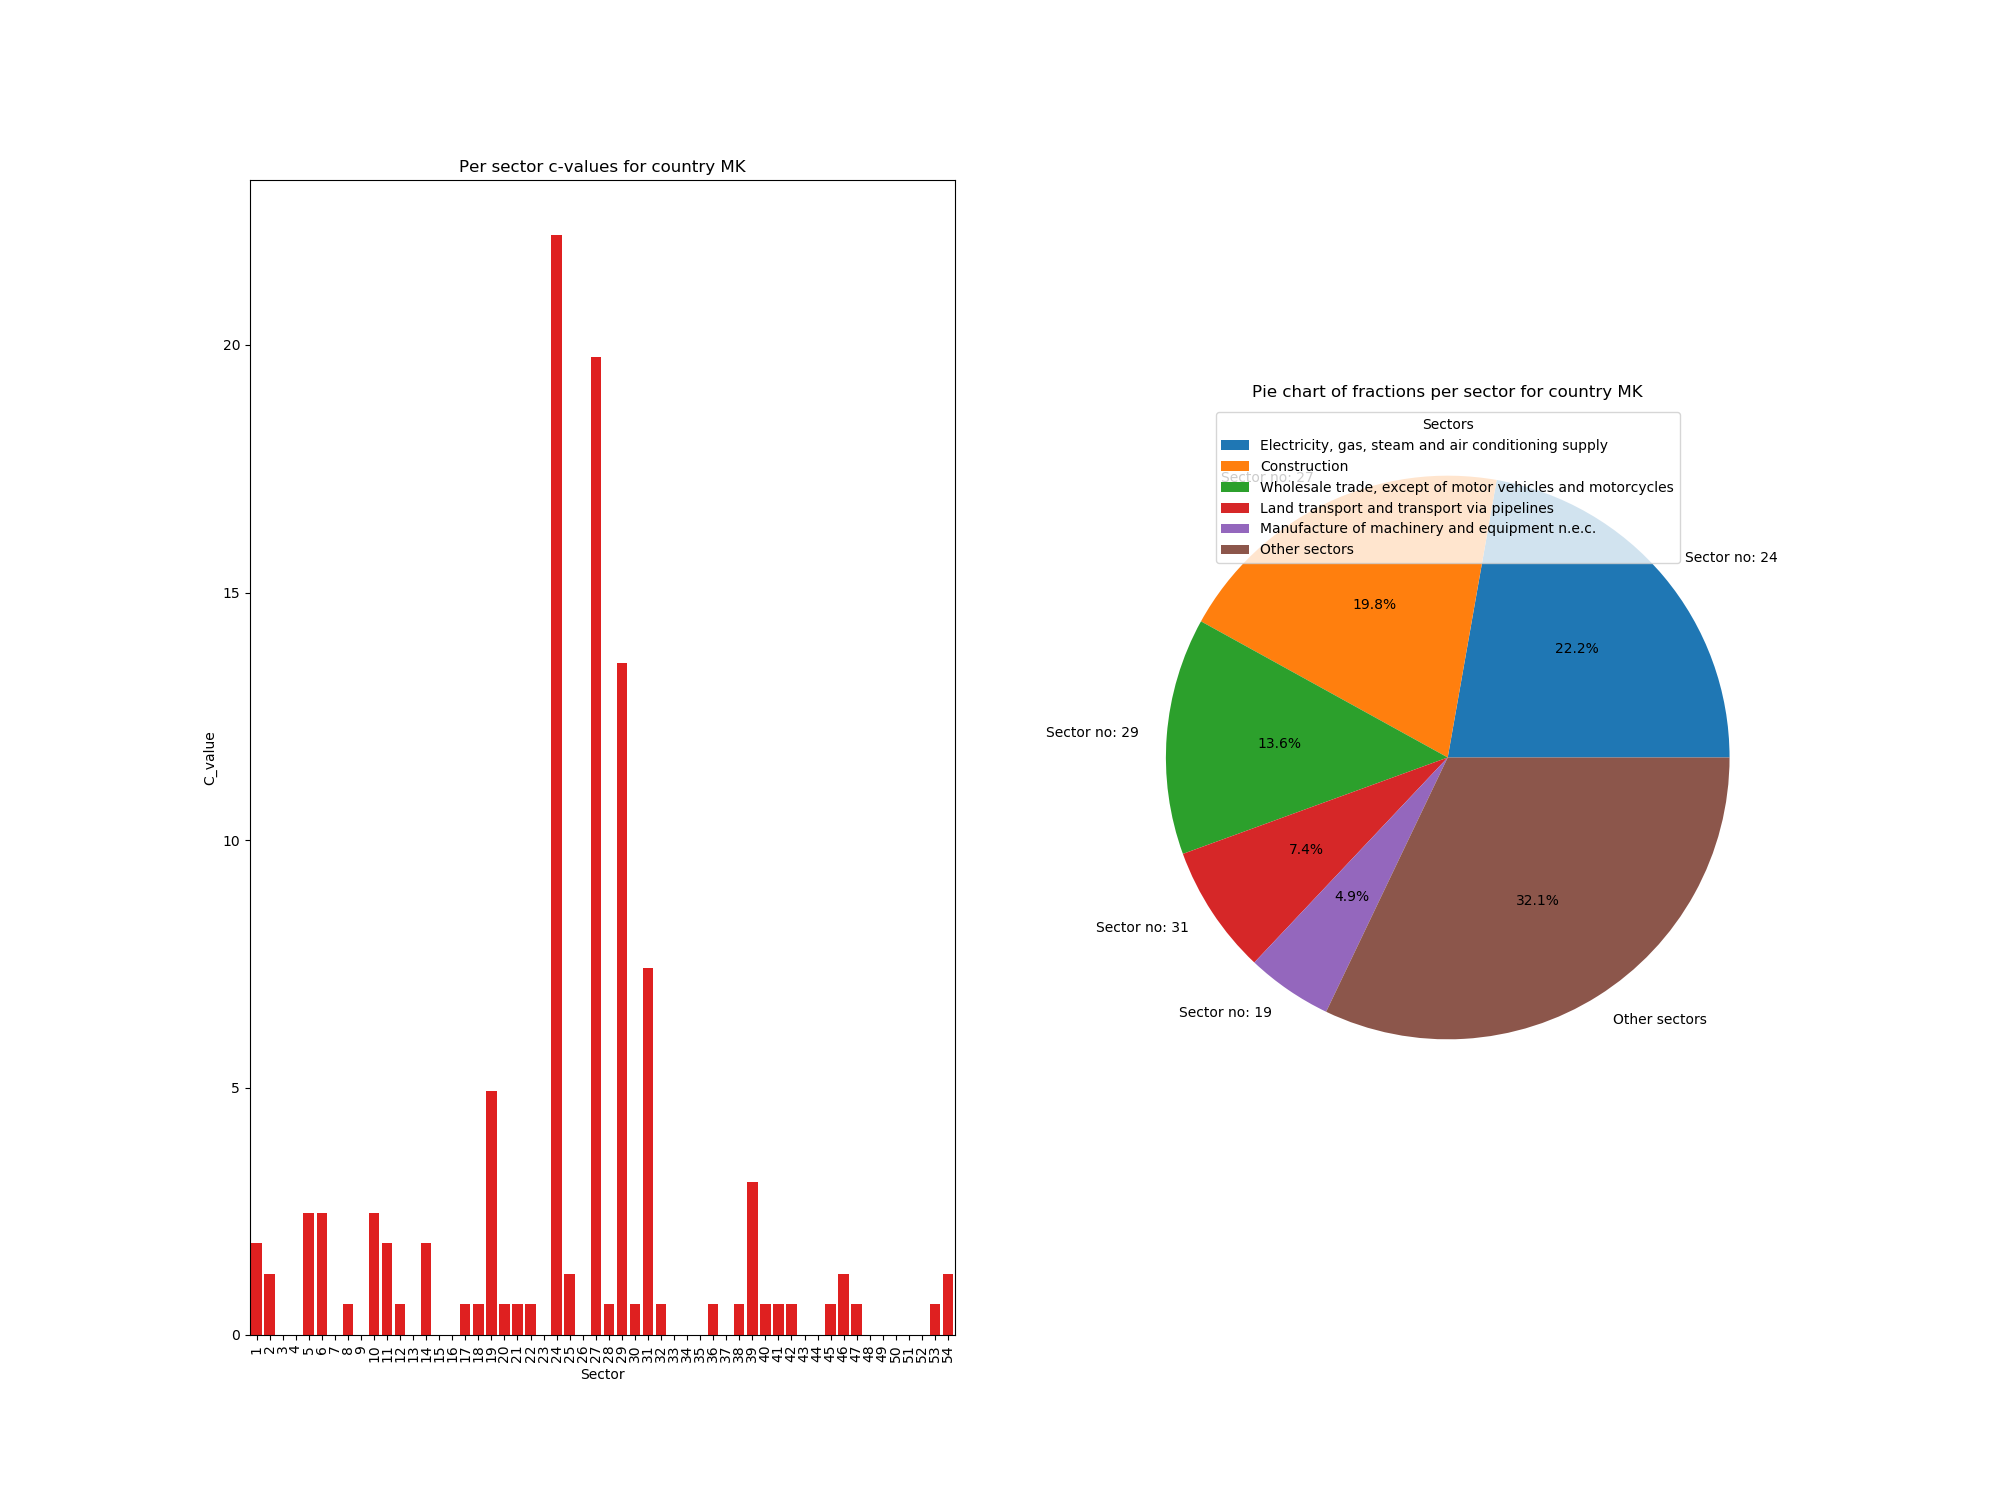 Per sector c-values for country MK
20
15
10
5
0
C_value
1 2 3 4 5 6 7 8 9 10 11 12 13 14 15 16 17 18 19 20 21 22 23 24 25 26 27 28 29 30 31 32 33 34 35 36 37 38 39 40 41 42 43 44 45 46 47 48 49 50 51 52 53 54
Sector
Pie chart of fractions per sector for country MK
Sectors
Electricity, gas, steam and air conditioning supply
Construction
Wholesale trade, except of motor vehicles and motorcycles
Land transport and transport via pipelines
Manufacture of machinery and equipment n.e.c.
Other sectors
Sector no: 27
Sector no: 24
19.8%
22.2%
Sector no: 29
13.6%
7.4%
4.9%
32.1%
Sector no: 31
Sector no: 19
Other sectors